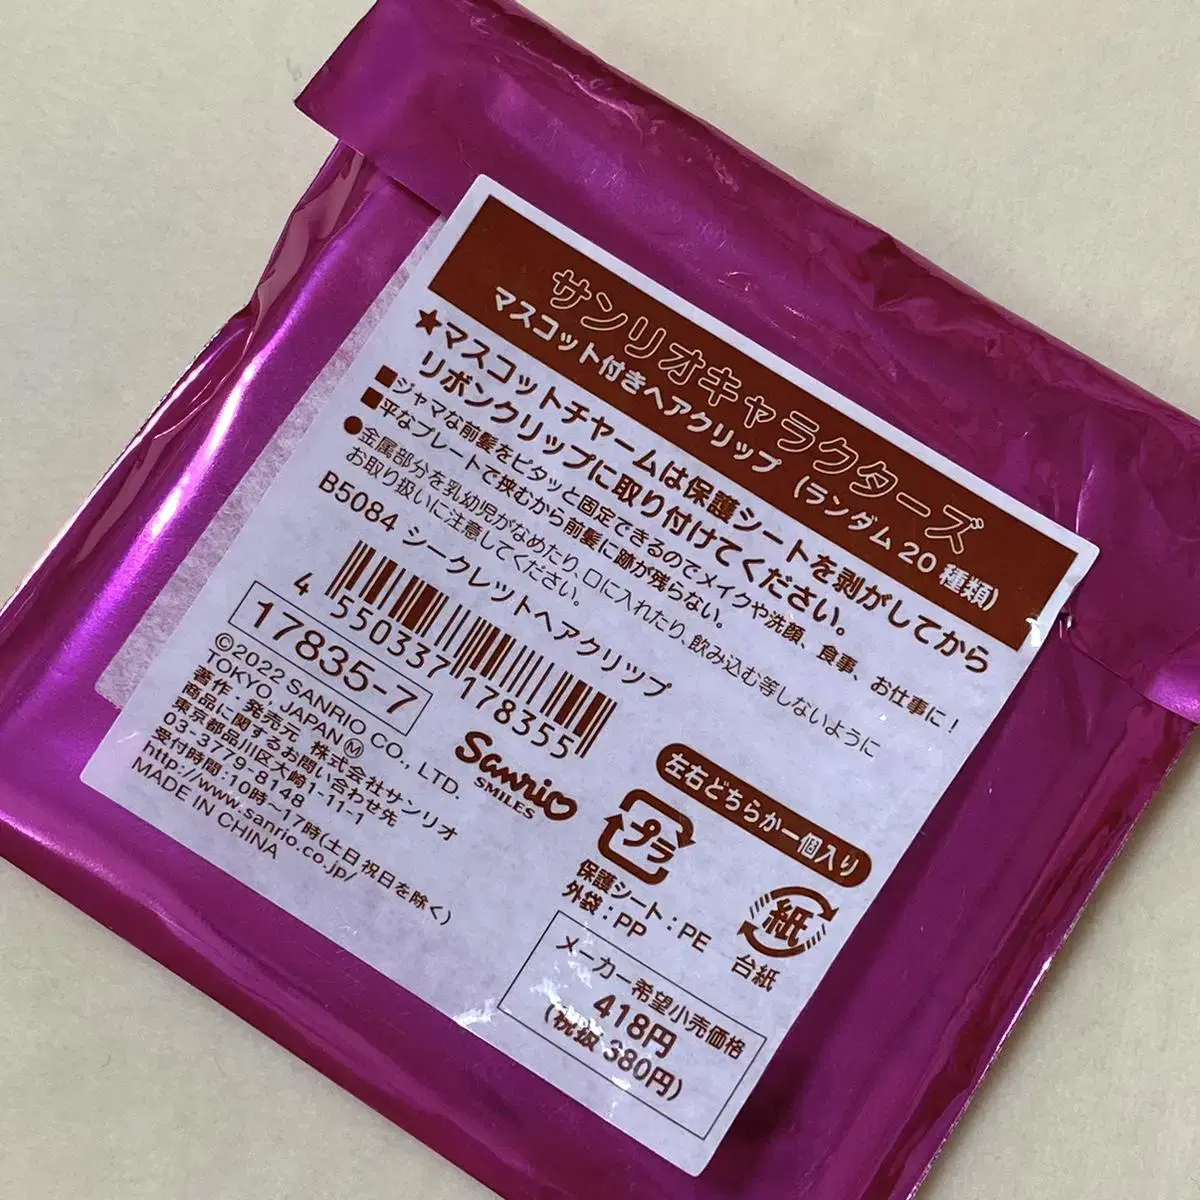 サンリオキャラクターズ
マスコット付きヘアクリップ (ランダム20種類)
★マスコットチャームは保護シートを剥がしてから
リボンクリップに取り付けてください。
■ジャマな前髪をピタッと固定できるのでメイクや洗顔、食事、お仕事に!
■平なプレートで挟むから前髪に跡が残らない。
●金属部分を乳幼児がなめたり、口に入れたり、飲み込む等しないように
お取り扱いに注意してください。
B5084 シークレットヘアクリップ
4 550337 178355
17835-7
©2022 SANRIO CO., LTD.
TOKYO, JAPAN Ⓜ
著作・発売元 株式会社サンリオ
商品に関するお問い合わせ先
東京都品川区大崎1-11-1
03-3779-8148
受付時間:10時~17時(土日祝日を除く)
http://www.sanrio.co.jp/
MADE IN CHINA
Sanrio
SMILES
左右どちらか一個入り
プラ
保護シート:PE
外袋:PP
紙
台紙
メーカー希望小売価格
418円
(税抜 380円)